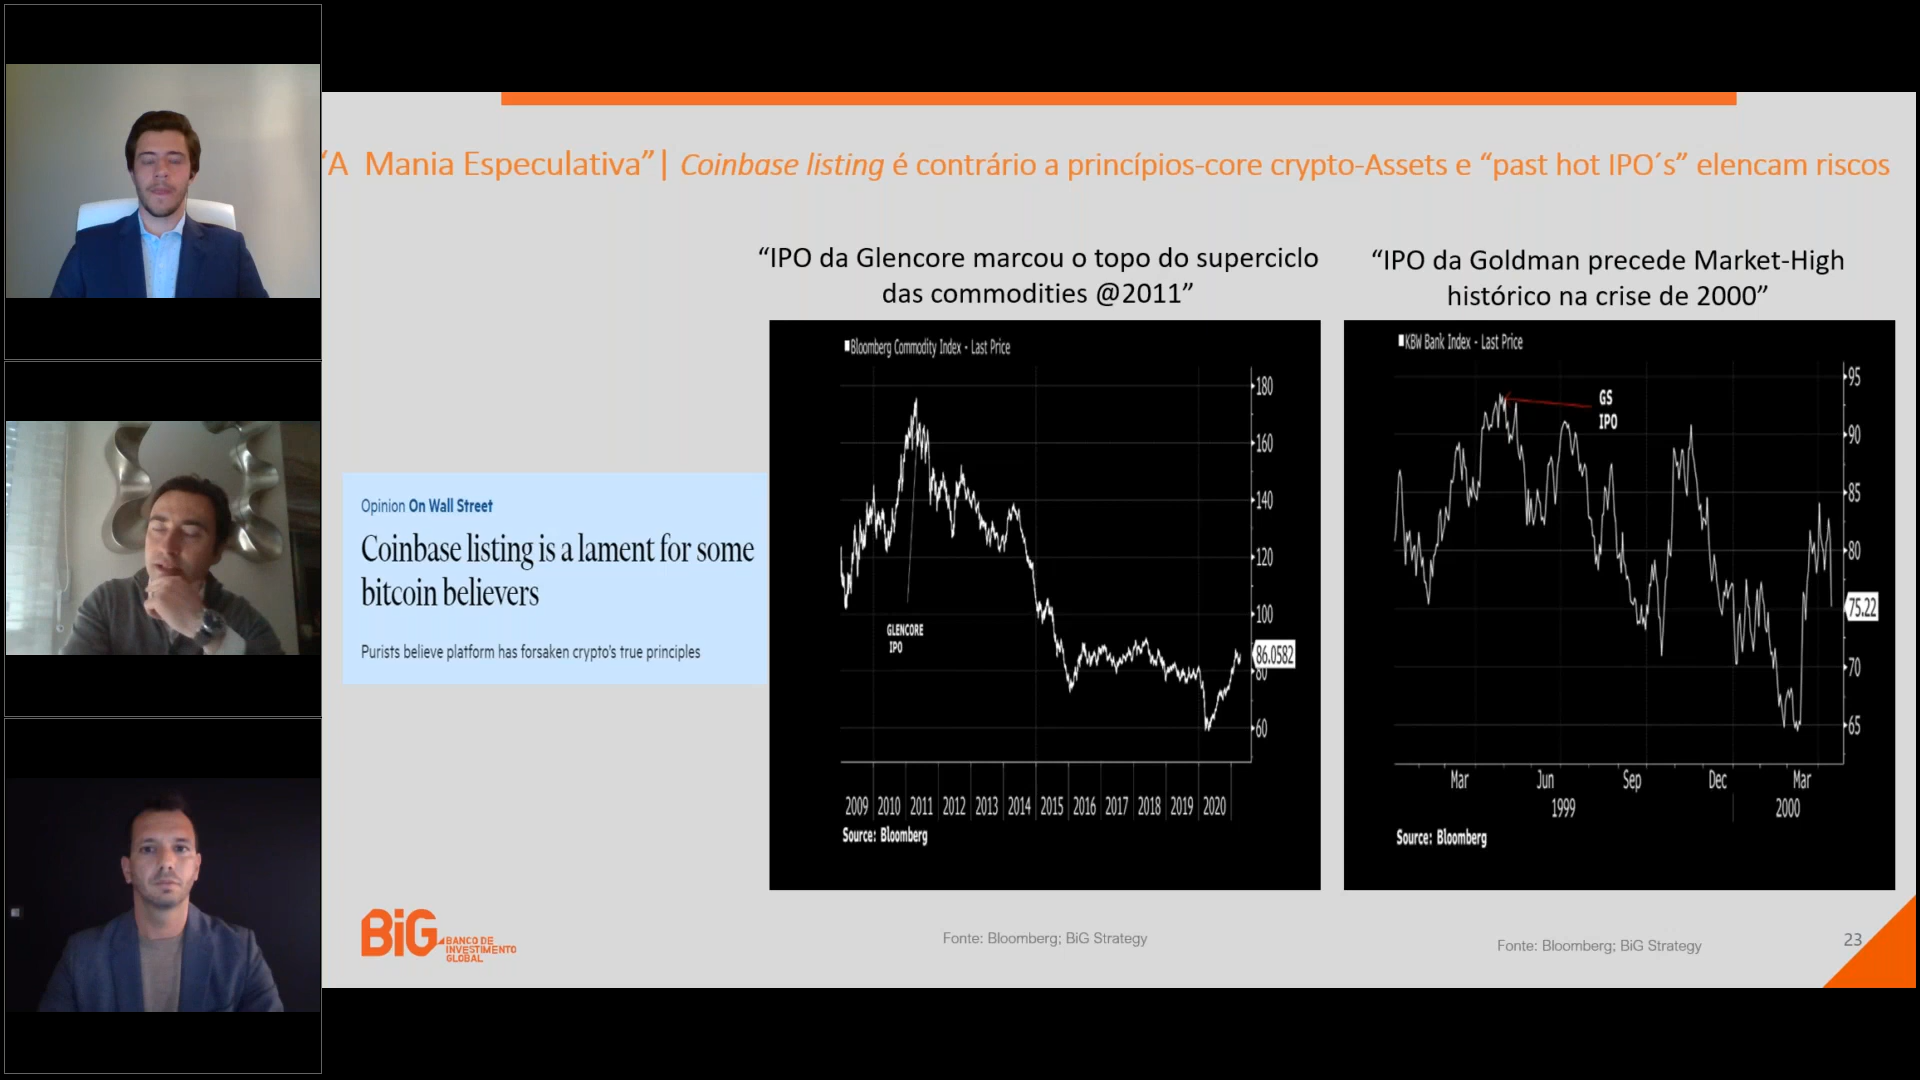 “A  Mania Especulativa”| Coinbase listing é contrário a princípios-core crypto-Assets e “past hot IPO´s” elencam riscos
“IPO da Glencore marcou o topo do superciclo
das commodities @2011”
“IPO da Goldman precede Market-High
histórico na crise de 2000”
Opinion On Wall Street
Coinbase listing is a lament for some
bitcoin believers
Purists believe platform has forsaken crypto's true principles
Bloomberg Commodity Index - Last Price
180
160
140
120
100
86.0582
80
60
GLENCORE
IPO
2009 2010 2011 2012 2013 2014 2015 2016 2017 2018 2019 2020
Source: Bloomberg
KBW Bank Index - Last Price
95
90
85
80
75.22
70
65
GS
IPO
Mar Jun Sep Dec Mar
1999 2000
Source: Bloomberg
BiG BANCO DE
INVESTIMENTO
GLOBAL
Fonte: Bloomberg; BiG Strategy
Fonte: Bloomberg; BiG Strategy
23